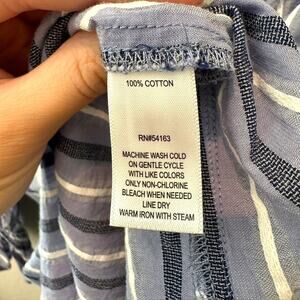 100% COTTON
RN#54163
MACHINE WASH COLD
ON GENTLE CYCLE
WITH LIKE COLORS
ONLY NON-CHLORINE
BLEACH WHEN NEEDED
LINE DRY
WARM IRON WITH STEAM